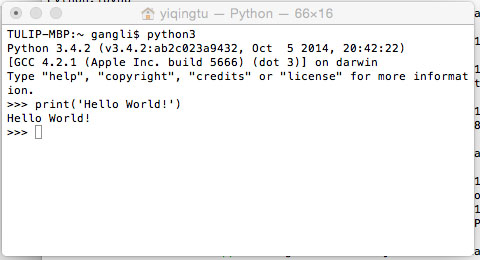 yiqingtu — Python — 66×16
TULIP-MBP:~ gangli$ python3
Python 3.4.2 (v3.4.2:ab2c023a9432, Oct  5 2014, 20:42:22)
[GCC 4.2.1 (Apple Inc. build 5666) (dot 3)] on darwin
Type "help", "copyright", "credits" or "license" for more informat
ion.
>>> print('Hello World!')
Hello World!
>>>